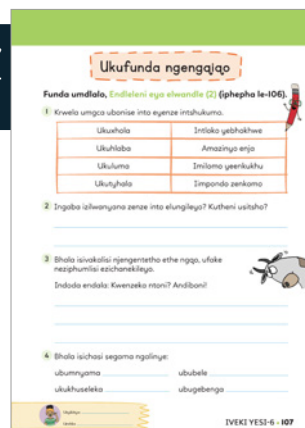 Ukufunda ngengqiqo
Funda umdlalo, Endleleni eya elwandle (2) (iphepha le-106).
1 Krwela umgca ubonise into eyenze intshukumo.
Ukuxhola Intloko yebhokhwe
Ukuhlaba Amazinyo enja
Ukuluma Imilomo yeenkukhu
Ukutyhala Iimpondo zenkomo
2 Ingaba izilwanyana zenze into elungileyo? Kutheni usitsho?
3 Bhala isivakalisi njengentetho ethe ngqo, ufake
neziphumlisi ezichanekileyo.
Indoda endala: Kwenzeka ntoni? Andiboni!
4 Bhala isichasi segama ngalinye:
ubumnyama ububele
ukukhuseleka ubugebenga
IVEKI YESI-6 • 107